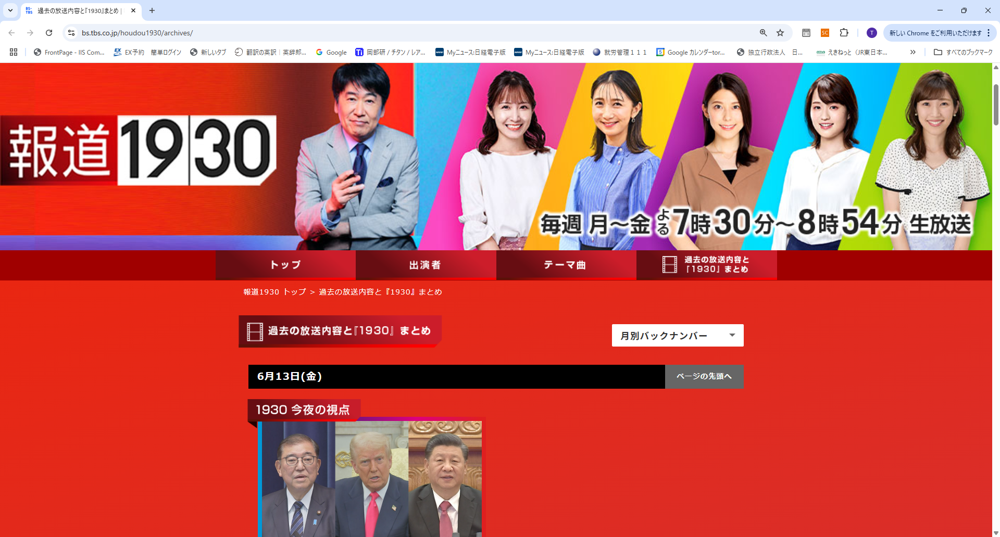 BS-TBS 過去の放送内容と『1930』まとめ |
bs.tbs.co.jp/houdou1930/archives/
SC
T
新しい Chrome をご利用いただけます
FrontPage - IIS Com...
EX予約 簡単ログイン
新しいタブ
翻訳の英訳｜英辞郎...
Google
岡部研 / チタン / レア...
Myニュース:日経電子版
Myニュース:日経電子版
就労管理１１１
5 Google カレンダーtor...
独立行政法人 日...
えきねっと（JR東日本...
すべてのブックマーク
報道1930
毎週 月〜金 よる7時30分〜8時54分 生放送
トップ
出演者
テーマ曲
過去の放送内容と
『1930』まとめ
報道1930 トップ > 過去の放送内容と『1930』まとめ
過去の放送内容と『1930』まとめ
月別バックナンバー
6月13日(金)
ページの先頭へ
1930 今夜の視点